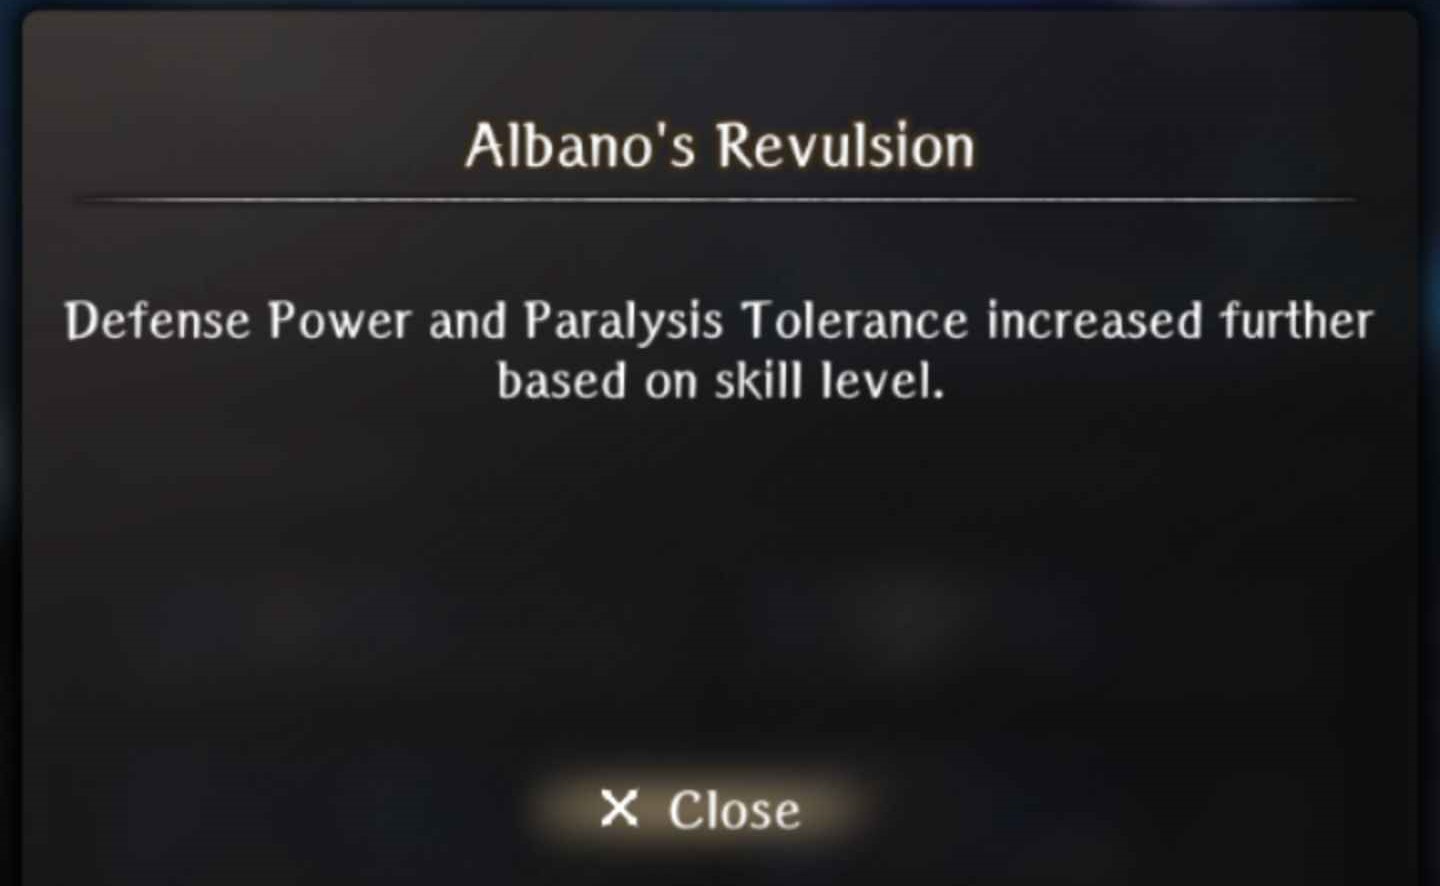 Albano's Revulsion
Defense Power and Paralysis Tolerance increased further
based on skill level.
X Close